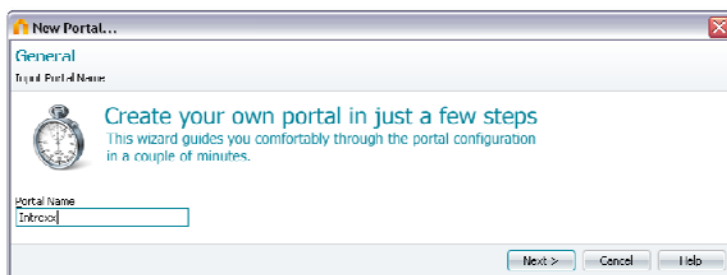 New Portal...
General
Input Portal Name
Create your own portal in just a few steps
This wizard guides you comfortably through the portal configuration
in a couple of minutes.
Portal Name
Intrexx
Next > Cancel Help